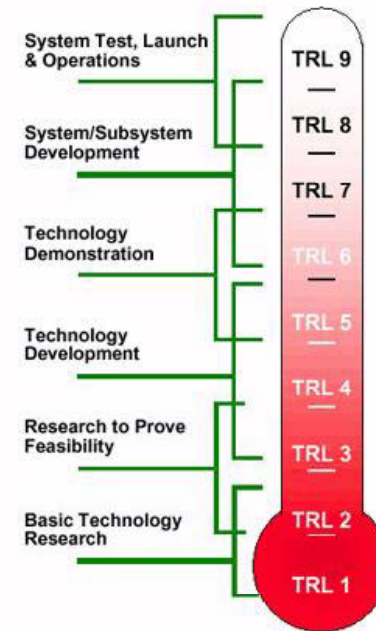 System Test, Launch
& Operations
System/Subsystem
Development
Technology
Demonstration
Technology
Development
Research to Prove
Feasibility
Basic Technology
Research
TRL 9
TRL 8
TRL 7
TRL 6
TRL 5
TRL 4
TRL 3
TRL 2
TRL 1